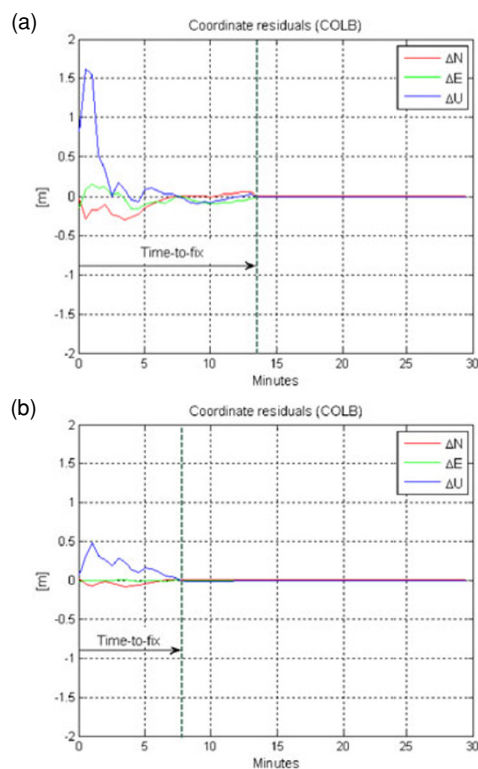 (a)
Coordinate residuals (COLB)
2
1.5
1
0.5
0
-0.5
-1
-1.5
-2
[m]
ΔN
ΔE
ΔU
Time-to-fix
0 5 10 15 20 25 30
Minutes
(b)
Coordinate residuals (COLB)
2
1.5
1
0.5
0
-0.5
-1
-1.5
-2
[m]
ΔN
ΔE
ΔU
Time-to-fix
0 5 10 15 20 25 30
Minutes